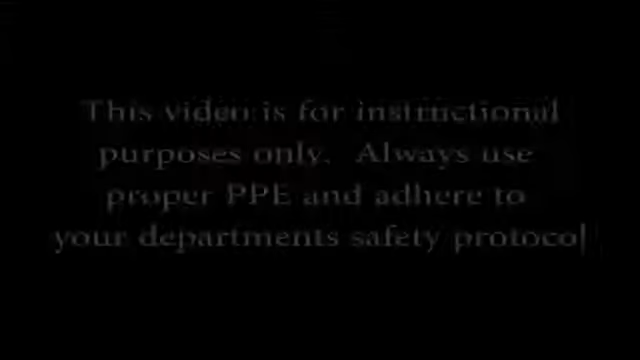 This video is for instructional
purposes only. Always use
proper PPE and adhere to
your departments safety protocol